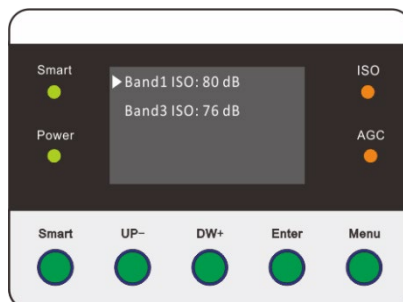 Smart
ISO
Band1 ISO: 80 dB
Band3 ISO: 76 dB
Power
AGC
Smart UP- DW+ Enter Menu